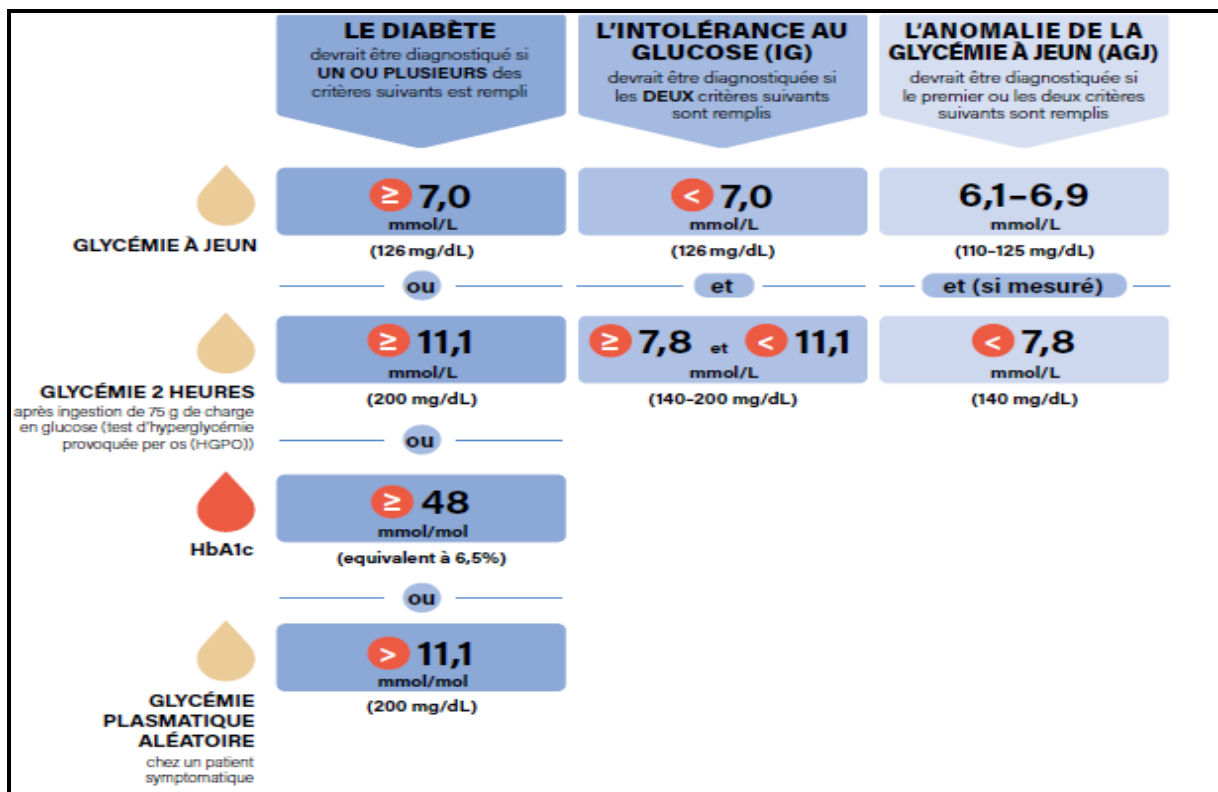 LE DIABÈTE
devrait être diagnostiqué si
UN OU PLUSIEURS des
critères suivants est rempli
L'INTOLÉRANCE AU
GLUCOSE (IG)
devrait être diagnostiquée si
les DEUX critères suivants
sont remplis
L'ANOMALIE DE LA
GLYCÉMIE À JEUN (AGJ)
devrait être diagnostiquée si
le premier ou les deux critères
suivants sont remplis
GLYCÉMIE À JEUN
≥ 7,0
mmol/L
(126 mg/dL)
< 7,0
mmol/L
(126 mg/dL)
6,1–6,9
mmol/L
(110–125 mg/dL)
ou
et
et (si mesuré)
GLYCÉMIE 2 HEURES
après ingestion de 75 g de charge
en glucose (test d'hyperglycémie
provoquée per os (HGPO))
≥ 11,1
mmol/L
(200 mg/dL)
≥ 7,8 et < 11,1
mmol/L
(140–200 mg/dL)
< 7,8
mmol/L
(140 mg/dL)
ou
HbA1c
≥ 48
mmol/mol
(equivalent à 6,5%)
ou
GLYCÉMIE
PLASMATIQUE
ALÉATOIRE
chez un patient
symptomatique
> 11,1
mmol/mol
(200 mg/dL)